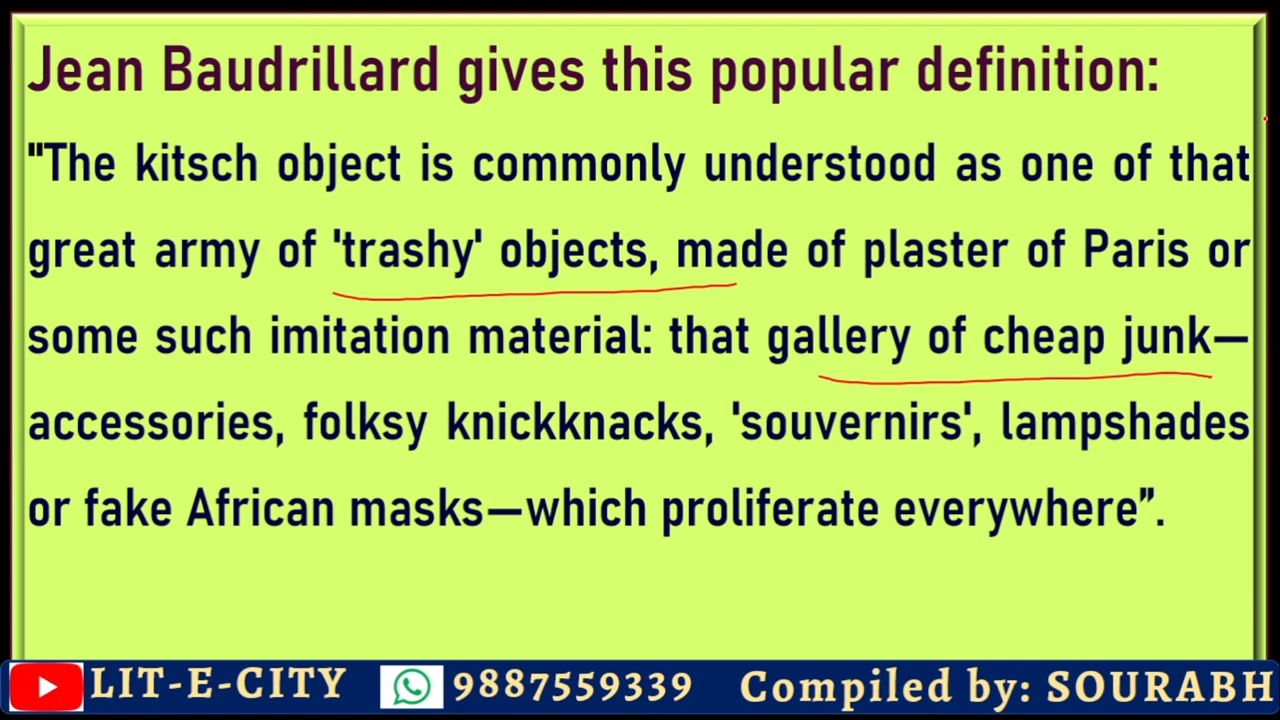 Jean Baudrillard gives this popular definition:
"The kitsch object is commonly understood as one of that
great army of 'trashy' objects, made of plaster of Paris or
some such imitation material: that gallery of cheap junk—
accessories, folksy knickknacks, 'souvernirs', lampshades
or fake African masks—which proliferate everywhere”.
LIT-E-CITY 9887559339 Compiled by: SOURABH